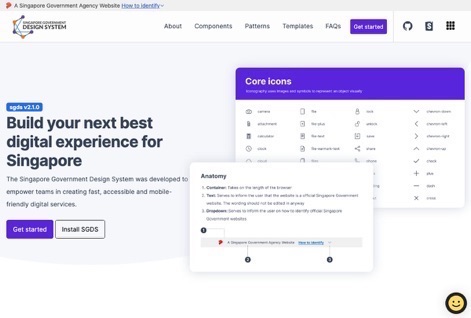 A Singapore Government Agency Website How to identify
SINGAPORE GOVERNMENT
DESIGN SYSTEM
About Components Patterns Templates FAQs Get started
sgds v2.1.0
Build your next best
digital experience for
Singapore
The Singapore Government Design System was developed to
empower teams in creating fast, accessible and mobile-
friendly digital services.
Get started Install SGDS
Core icons
Iconography uses images and symbols to represent an object visually
camera file chevron-down
attachment file-plus unlock chevron-left
calculator file-text save chevron-right
clock file-earmark-text share chevron-up
check
plus
dash
cross
Anatomy
1. Container: Takes on the length of the browser
2. Text: Serves to inform the user that the website is a official Singapore Government
website. The wording should not be edited in anyway
3. Dropdown: Serves to inform the user on how to identify official Singapore
Government websites
1
A Singapore Government Agency Website How to identify
2 3